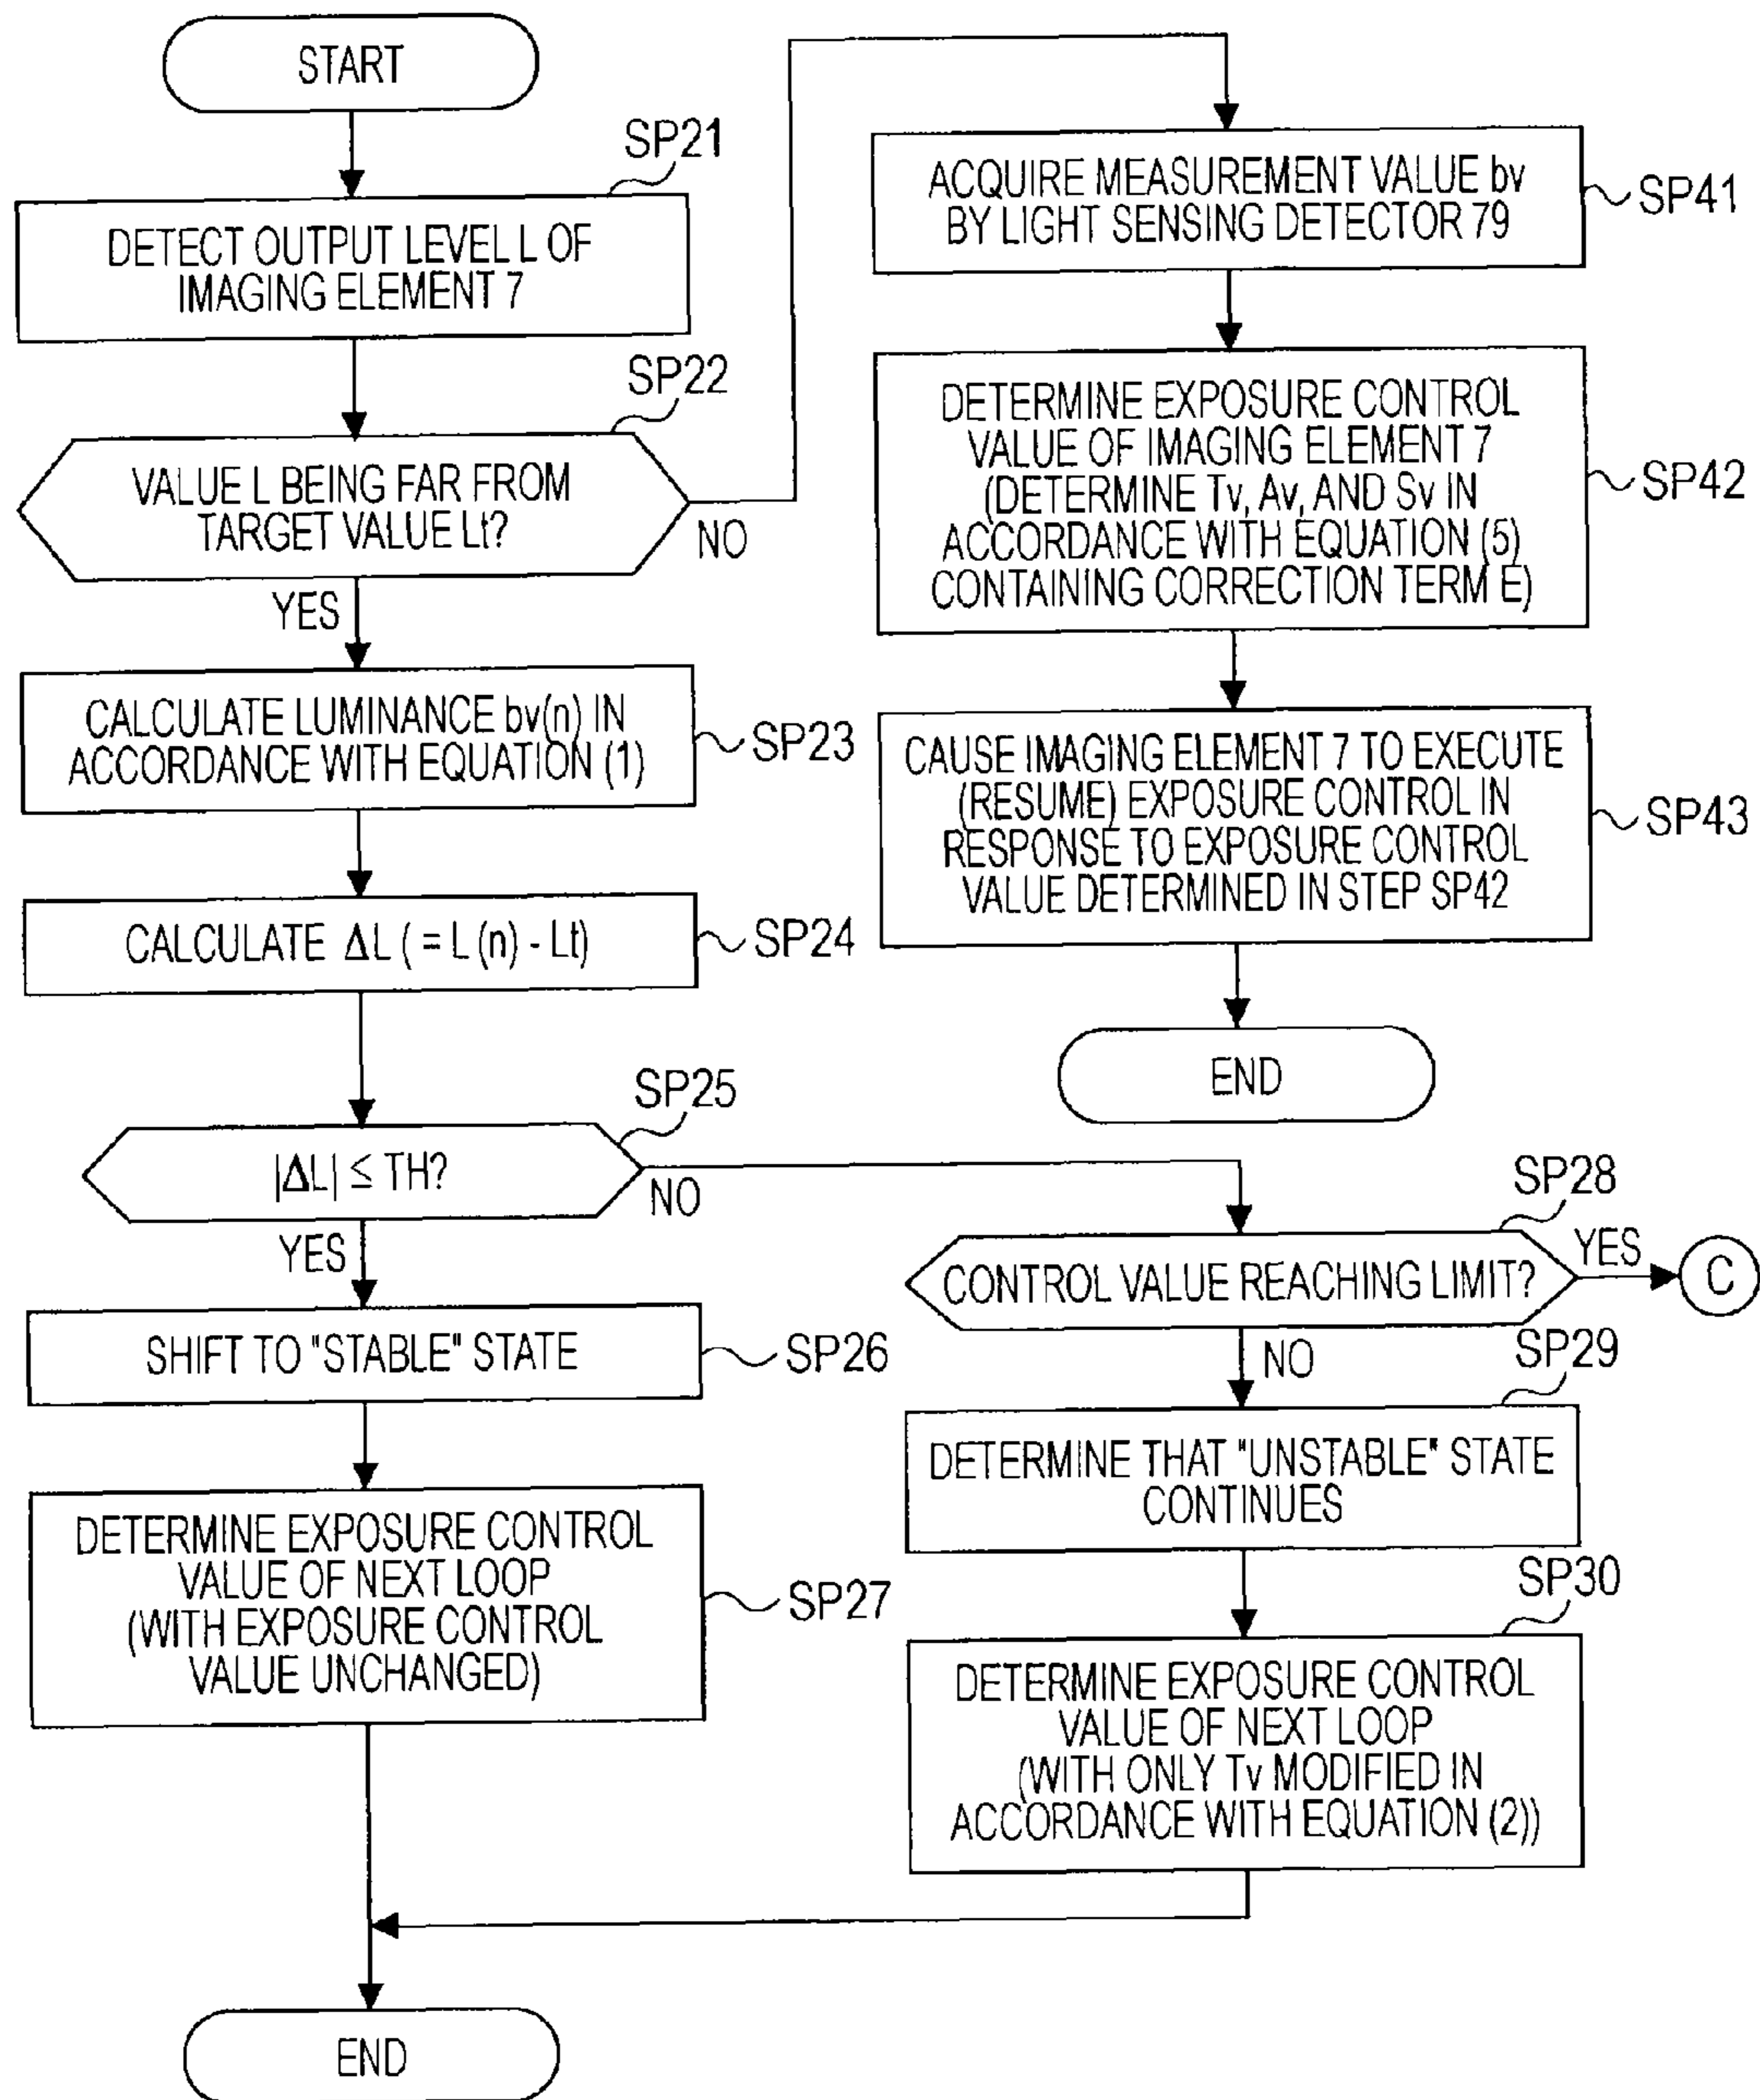 START
SP21
DETECT OUTPUT LEVEL L OF
IMAGING ELEMENT 7
SP22
VALUE L BEING FAR FROM
TARGET VALUE Lt?
NO
YES
CALCULATE LUMINANCE bv(n) IN
ACCORDANCE WITH EQUATION (1)
SP23
CALCULATE ΔL ( = L (n) - Lt)
SP24
SP25
|ΔL| ≤ TH?
NO
YES
SHIFT TO "STABLE" STATE
SP26
DETERMINE EXPOSURE CONTROL
VALUE OF NEXT LOOP
(WITH EXPOSURE CONTROL
VALUE UNCHANGED)
SP27
END
ACQUIRE MEASUREMENT VALUE bv
BY LIGHT SENSING DETECTOR 79
SP41
DETERMINE EXPOSURE CONTROL
VALUE OF IMAGING ELEMENT 7
(DETERMINE Tv, Av, AND Sv IN
ACCORDANCE WITH EQUATION (5)
CONTAINING CORRECTION TERM E)
SP42
CAUSE IMAGING ELEMENT 7 TO EXECUTE
(RESUME) EXPOSURE CONTROL IN
RESPONSE TO EXPOSURE CONTROL
VALUE DETERMINED IN STEP SP42
SP43
END
SP28
CONTROL VALUE REACHING LIMIT?
YES
C
NO
SP29
DETERMINE THAT "UNSTABLE" STATE
CONTINUES
SP30
DETERMINE EXPOSURE CONTROL
VALUE OF NEXT LOOP
(WITH ONLY Tv MODIFIED IN
ACCORDANCE WITH EQUATION (2))